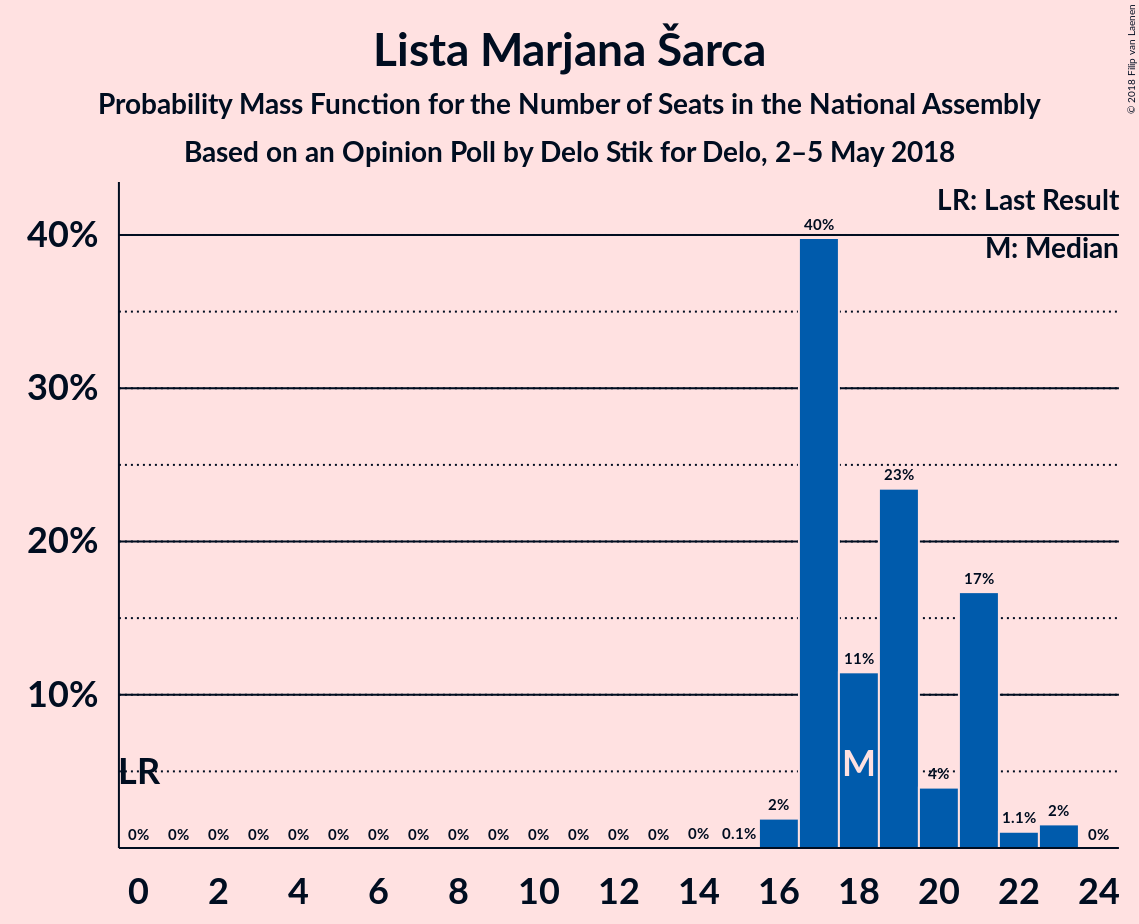 Lista Marjana Šarca
Probability Mass Function for the Number of Seats in the National Assembly
Based on an Opinion Poll by Delo Stik for Delo, 2–5 May 2018
© 2018 Filip van Laenen
LR: Last Result
M: Median
40%
30%
20%
10%
LR
M
0% 0% 0% 0% 0% 0% 0% 0% 0% 0% 0% 0% 0% 0% 0% 0.1% 2% 40% 11% 23% 4% 17% 1.1% 2% 0%
0 2 4 6 8 10 12 14 16 18 20 22 24